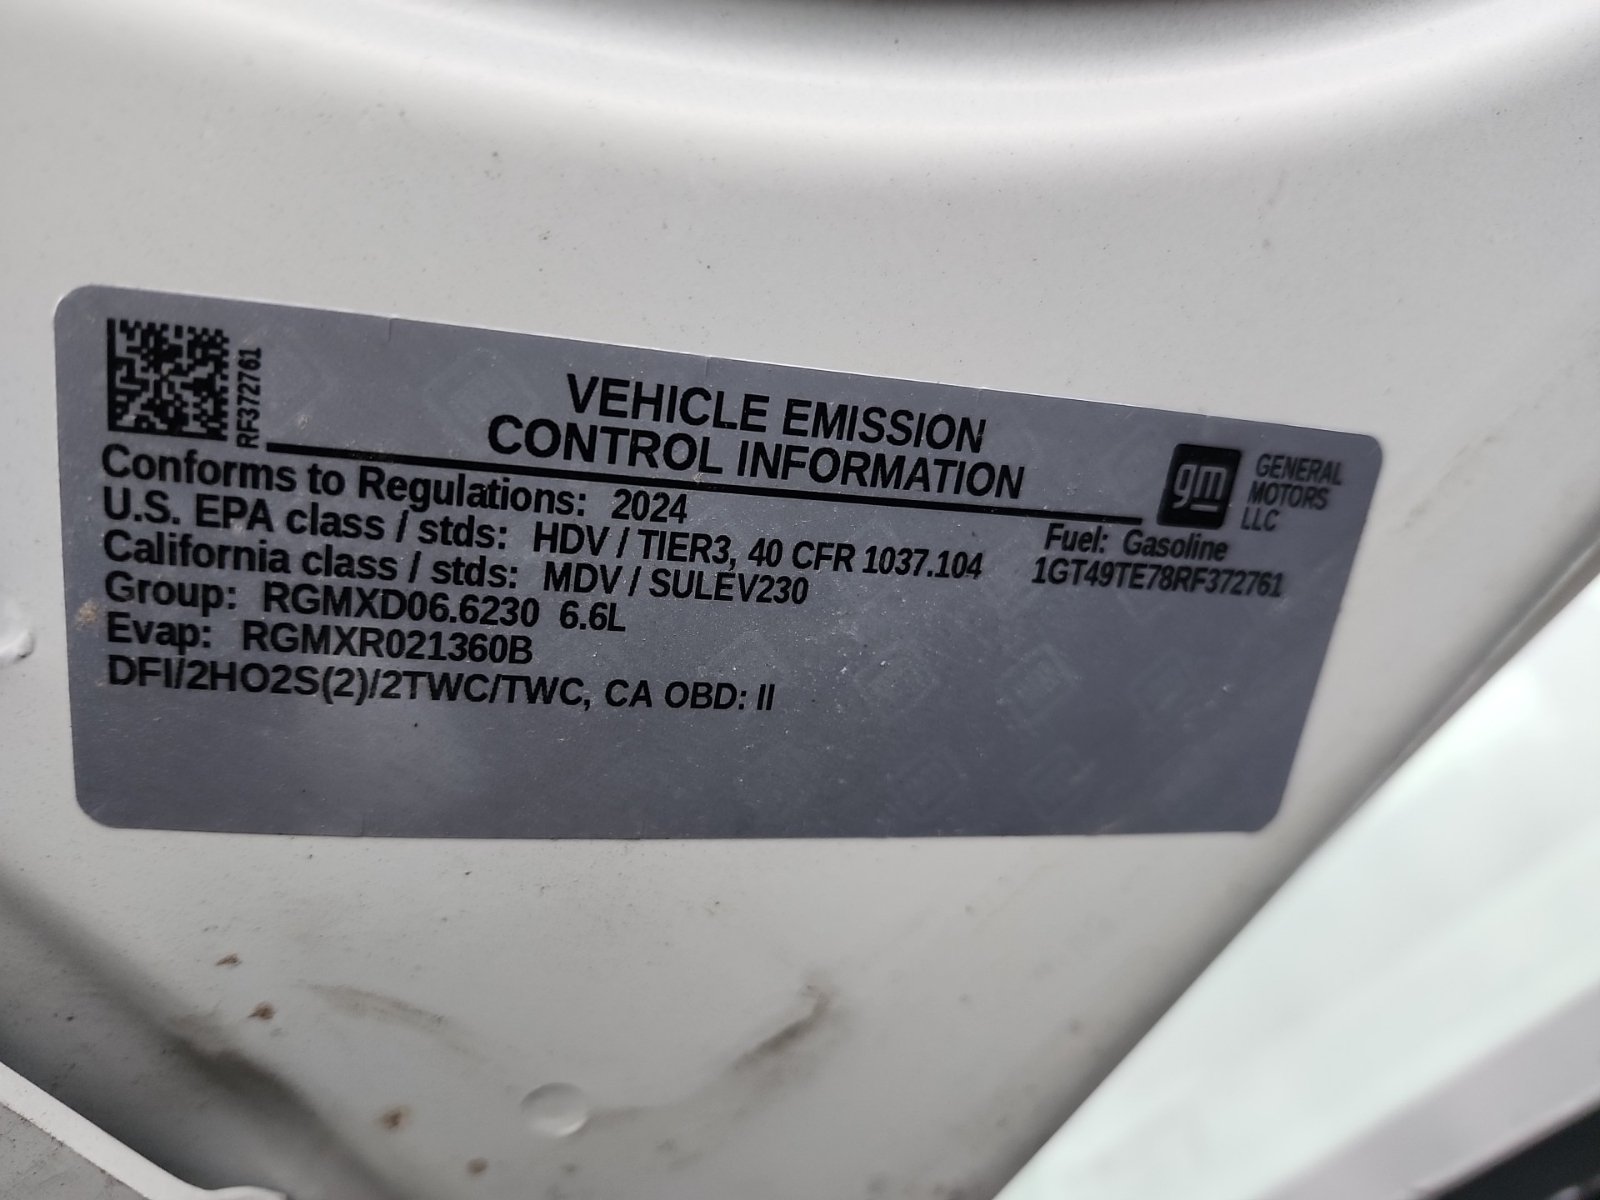 RF372761
VEHICLE EMISSION
CONTROL INFORMATION
gm
GENERAL
MOTORS
LLC
Conforms to Regulations: 2024
Fuel: Gasoline
U.S. EPA class / stds: HDV / TIER3, 40 CFR 1037.104
1GT49TE78RF372761
California class / stds: MDV / SULEV230
Group: RGMXD06.6230 6.6L
Evap: RGMXR021360B
DFI/2HO2S(2)/2TWC/TWC, CA OBD: II